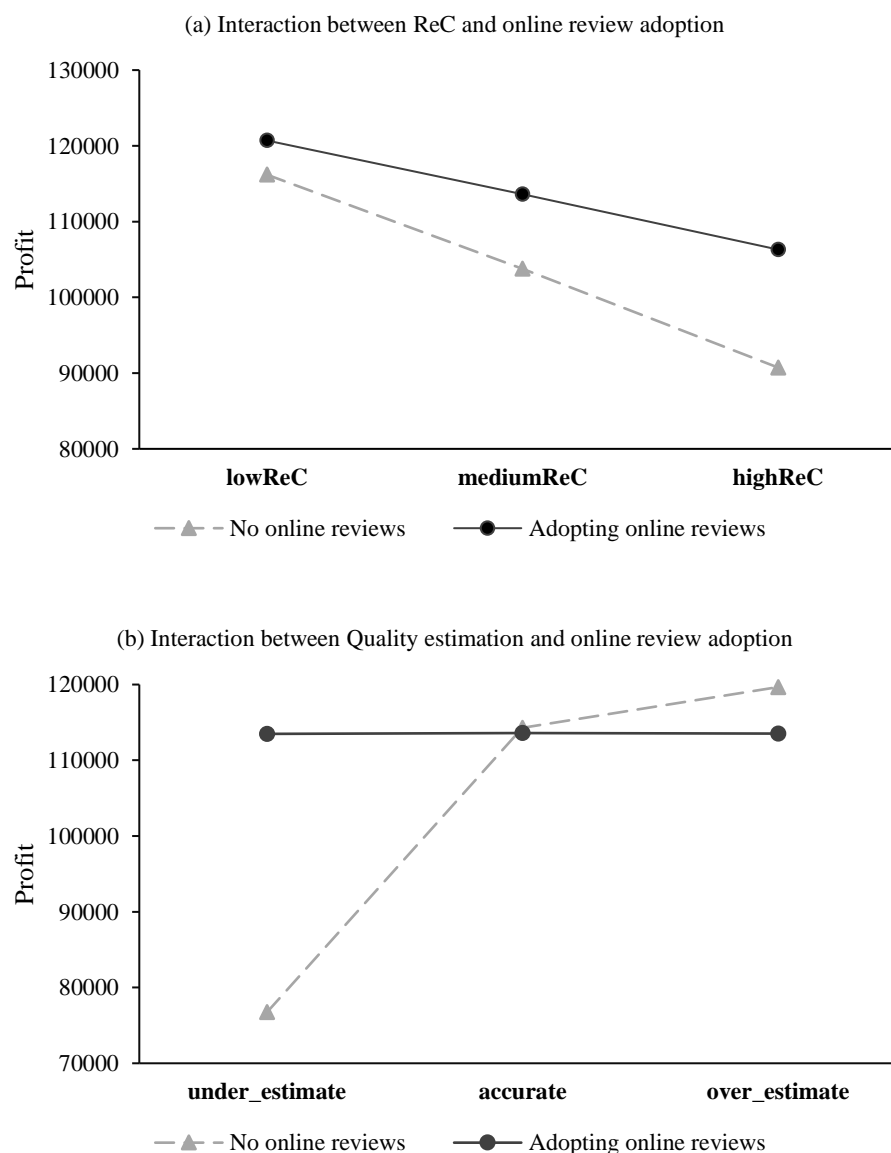 (a) Interaction between ReC and online review adoption
130000
120000
110000
100000
90000
80000
Profit
lowReC mediumReC highReC
No online reviews Adopting online reviews
(b) Interaction between Quality estimation and online review adoption
120000
110000
100000
90000
80000
70000
Profit
under_estimate accurate over_estimate
No online reviews Adopting online reviews